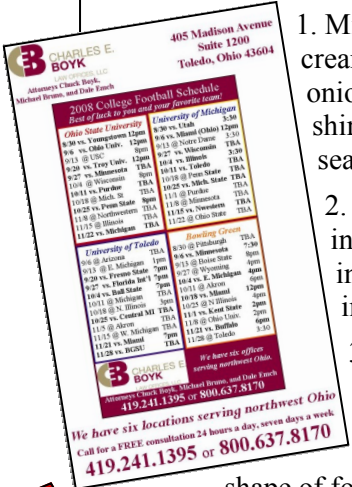 CHARLES E.
BOYK
LAW OFFICES, LLC
Attorneys Chuck Boyk,
Michael Bruno, and Dale Emch
405 Madison Avenue
Suite 1200
Toledo, Ohio 43604
2008 College Football Schedule
Best of luck to you and your favorite team!
Ohio State University
8/30 vs. Youngstown 12pm
9/6 vs. Ohio Univ. 12pm
9/13 @ USC 8pm
9/20 vs. Troy Univ. 12pm
9/27 vs. Minnesota TBA
10/4 @ Wisconsin 8pm
10/11 vs. Purdue TBA
10/18 @ Mich. St TBA
10/25 vs. Penn State 8pm
11/8 @ Northwestern TBA
11/15 @ Illinois TBA
11/22 vs. Michigan TBA
University of Michigan
8/30 vs. Utah 3:30
9/6 vs. Miami (Ohio) 12pm
9/13 @ Notre Dame 3:30
9/27 vs. Wisconsin TBA
10/4 vs. Illinois 3:30
10/11 vs. Toledo TBA
10/18 @ Penn State TBA
10/25 vs. Mich. State TBA
11/1 @ Purdue TBA
11/8 @ Minnesota TBA
11/15 vs. Nwestern TBA
11/22 @ Ohio State TBA
University of Toledo
9/6 @ Arizona TBA
9/13 @ E. Michigan 1pm
9/20 vs. Fresno State 7pm
9/27 vs. Florida Int'l 7pm
10/4 vs. Ball State 7pm
10/11 @ Michigan TBA
10/18 @ N. Illinois 3pm
10/25 vs. Central MI TBA
11/5 @ Akron TBA
11/15 @ W. Michigan TBA
11/21 vs. Miami 7pm
11/28 vs. BGSU TBA
Bowling Green
8/30 @ Pittsburgh TBA
9/6 vs. Minnesota 7:30
9/13 @ Boise State 8pm
9/27 @ Wyoming 4pm
10/4 vs. E. Michigan 4pm
10/11 @ Akron 6pm
10/18 vs. Miami 12pm
10/25 @ N Illinois 4pm
11/1 vs. Kent State 2pm
11/8 @ Ohio Univ. 2pm
11/21 vs. Buffalo 6pm
11/28 @ Toledo 3:30
CHARLES E.
BOYK
We have six offices
serving northwest Ohio.
Attorneys Chuck Boyk, Michael Bruno, and Dale Emch
419.241.1395 or 800.637.8170
We have six locations serving northwest Ohio
Call for a FREE consultation 24 hours a day, seven days a week
419.241.1395 or 800.637.8170
1. M
crea
onio
shi
sea
2.
in
in
i
shape of fo